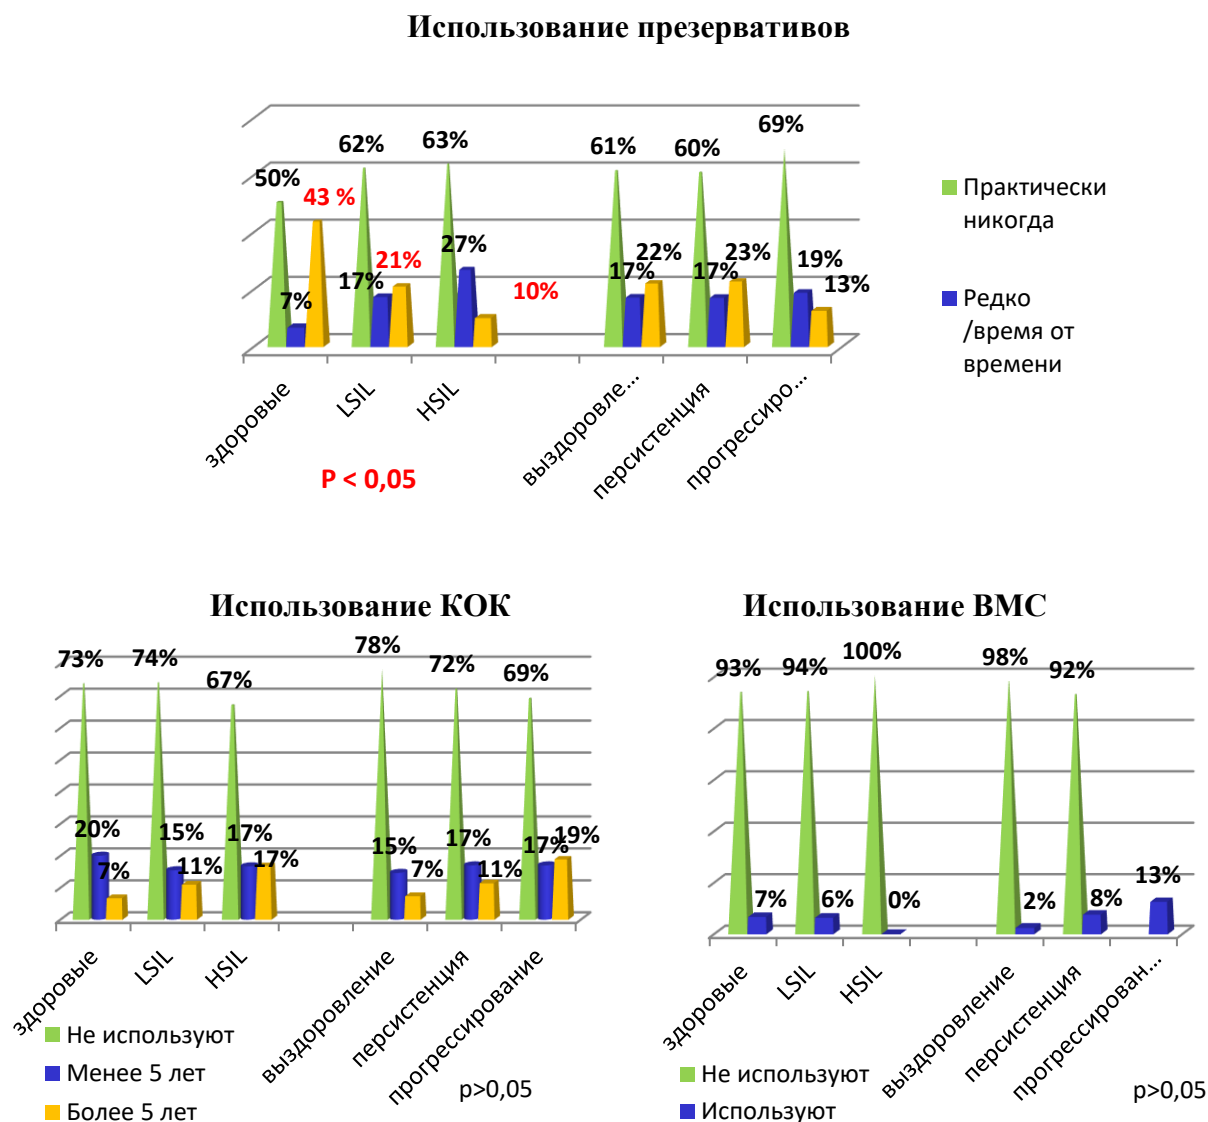 Использование презервативов
69%
62%
63%
61%
60%
50%
43 %
27%
22%
23%
19%
21%
17%
17%
17%
13%
7%
10%
Практически
никогда
Редко
/время от
времени
здоровые
LSIL
HSIL
выздоровле...
персистенция
прогрессиро...
P < 0,05
Использование КОК
73%
74%
67%
78%
72%
69%
20%
15%
17%
15%
17%
17%
19%
7%
11%
17%
7%
11%
здоровые
LSIL
HSIL
выздоровление
персистенция
прогрессирование
Не используют
Менее 5 лет
Более 5 лет
p>0,05
Использование ВМС
93%
94%
100%
98%
92%
7%
6%
0%
2%
8%
13%
здоровые
LSIL
HSIL
выздоровление
персистенция
прогрессирован...
Не используют
Используют
p>0,05